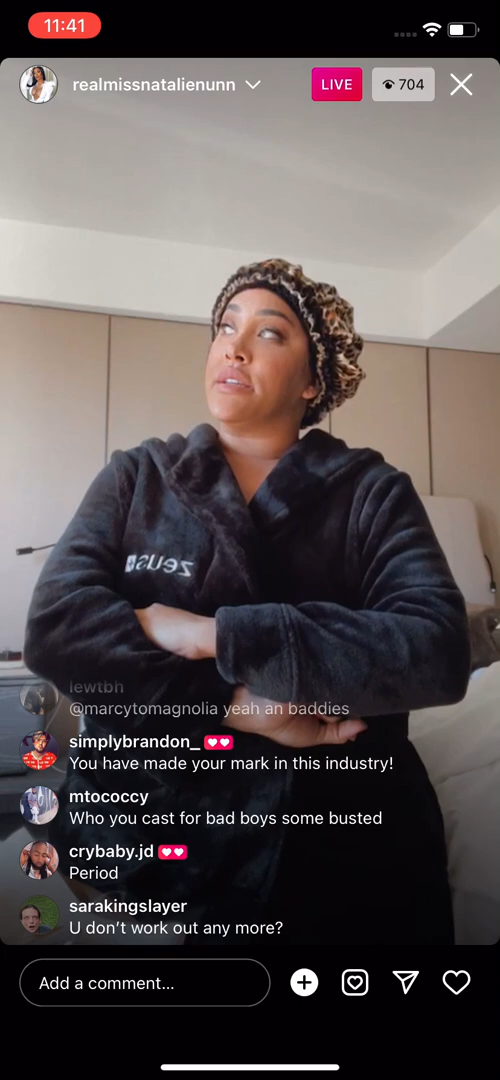 11:41
realmissnatalienunn
LIVE
704
zeus
lewtbh
@marcytomagnolia yeah an baddies
simplybrandon_
You have made your mark in this industry!
mtococcy
Who you cast for bad boys some busted
crybaby.jd
Period
sarakingslayer
U don’t work out any more?
Add a comment...